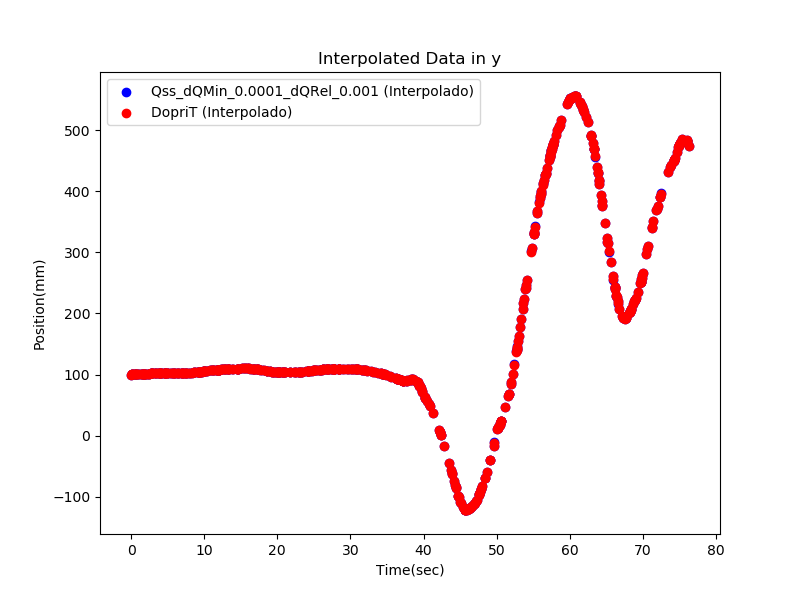 Interpolated Data in y
Qss_dQMin_0.0001_dQRel_0.001 (Interpolado)
DopriT (Interpolado)
500
400
300
200
100
0
−100
Position(mm)
0 10 20 30 40 50 60 70 80
Time(sec)